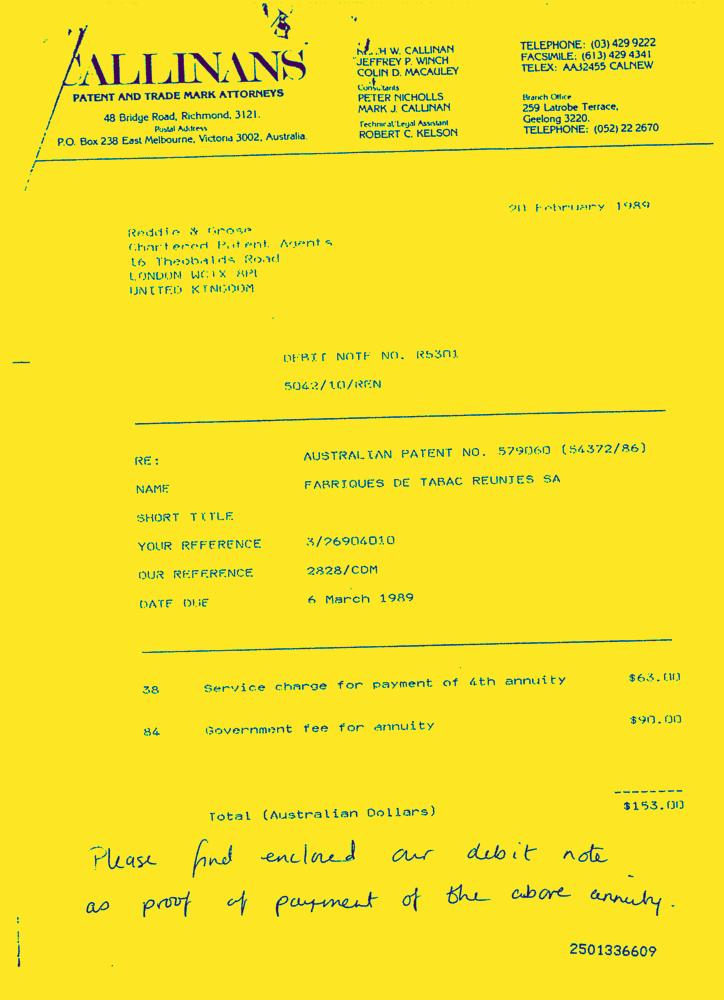 CALLINANS
PATENT AND TRADE MARK ATTORNEYS
48 Bridge Road, Richmond, 3121.
Postal Address
P.O. Box 238 East Melbourne, Victoria 3002, Australia.
H W. CALLINAN
JEFFREY P. WINCH
COLIN D. MACAULEY
Consultants
PETER NICHOLLS
MARK J. CALLINAN
Technical/Legal Assistant
ROBERT C. KELSON
TELEPHONE: (03) 429 9222
FACSIMILE: (613) 429 4341
TELEX: AA32455 CALNEW
Branch Office
259 Latrobe Terrace,
Geelong 3220.
TELEPHONE: (052) 22 2670
20 February 1989
Reddie & Grose
Chartered Patent Agents
16 Theobalds Road
LONDON WC1X 8PL
UNITED KINGDOM
DEBIT NOTE NO. R5301
5042/10/REN
RE: AUSTRALIAN PATENT NO. 579060 (54372/86)
NAME FABRIQUES DE TABAC REUNIES SA
SHORT TITLE
YOUR REFERENCE 3/26904010
OUR REFERENCE 2828/CDM
DATE DUE 6 March 1989
38 Service charge for payment of 4th annuity $63.00
84 Government fee for annuity $90.00
Total (Australian Dollars) $153.00
Please find enclosed our debit note
as proof of payment of the above annuity.
2501336609